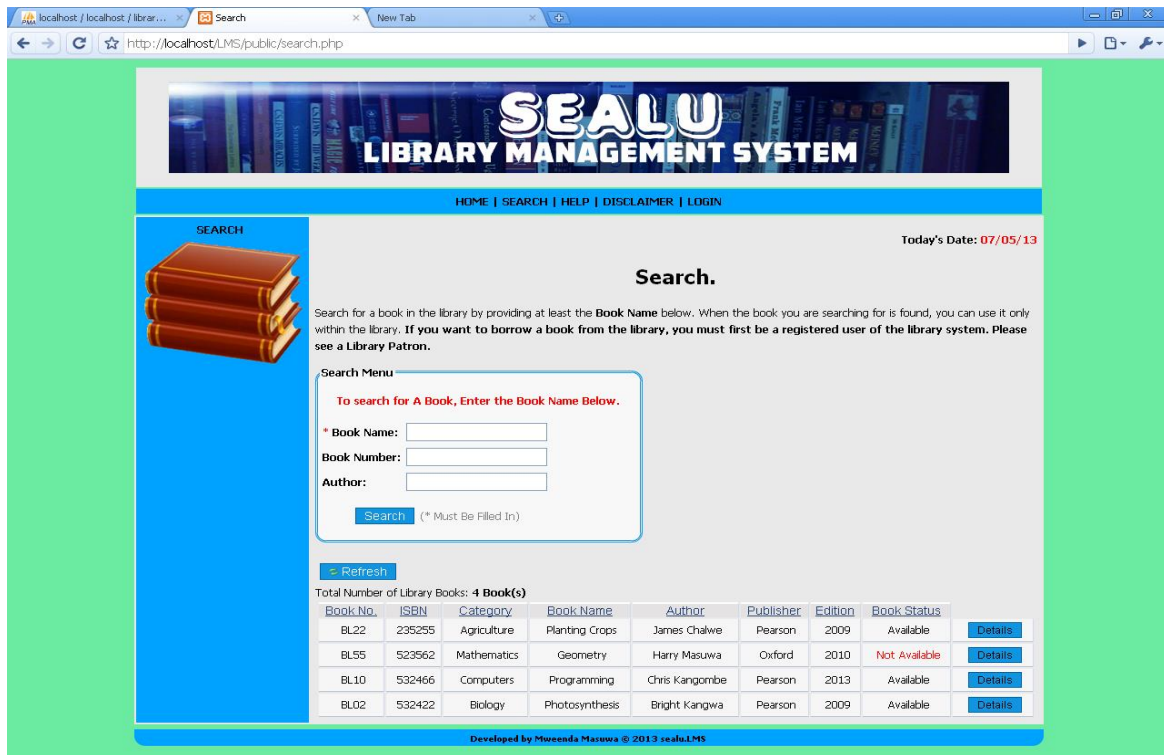 localhost / localhost / librar...
Search
New Tab
http://localhost/LMS/public/search.php
SEALU
LIBRARY MANAGEMENT SYSTEM
HOME | SEARCH | HELP | DISCLAIMER | LOGIN
SEARCH
Today's Date: 07/05/13
Search.
Search for a book in the library by providing at least the Book Name below. When the book you are searching for is found, you can use it only
within the library. If you want to borrow a book from the library, you must first be a registered user of the library system. Please
see a Library Patron.
Search Menu
To search for A Book, Enter the Book Name Below.
* Book Name:
Book Number:
Author:
Search (* Must Be Filled In)
Refresh
Total Number of Library Books: 4 Book(s)
Book No. ISBN Category Book Name Author Publisher Edition Book Status
BL22 235255 Agriculture Planting Crops James Chalwe Pearson 2009 Available Details
BL55 523562 Mathematics Geometry Harry Masuwa Oxford 2010 Not Available Details
BL10 532466 Computers Programming Chris Kangombe Pearson 2013 Available Details
BL02 532422 Biology Photosynthesis Bright Kangwa Pearson 2009 Available Details
Developed by Mweenda Masuwa © 2013 sealu.LMS